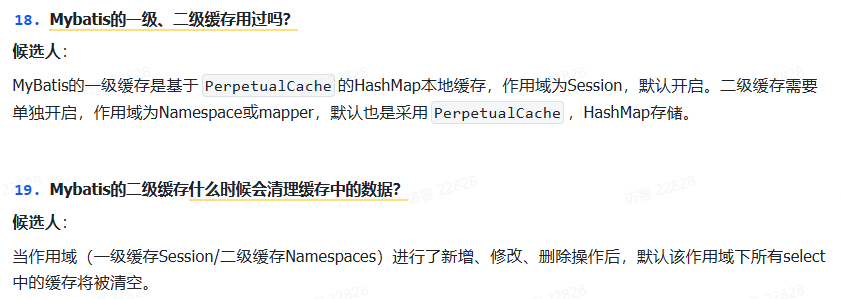 18. Mybatis的一级、二级缓存用过吗？
候选人：
MyBatis的一级缓存是基于 PerpetualCache 的HashMap本地缓存，作用域为Session，默认开启。二级缓存需要
单独开启，作用域为Namespace或mapper，默认也是采用 PerpetualCache ，HashMap存储。
19. Mybatis的二级缓存什么时候会清理缓存中的数据？
候选人：
当作用域（一级缓存Session/二级缓存Namespaces）进行了新增、修改、删除操作后，默认该作用域下所有select
中的缓存将被清空。
访客 22828